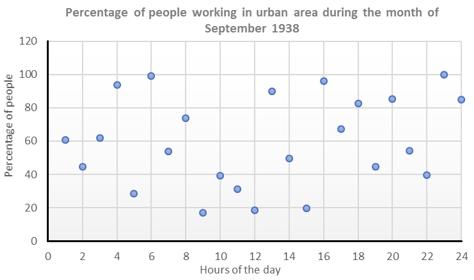 Percentage of people working in urban area during the month of
September 1938
120
100
80
60
40
20
0
Percentage of people
0 2 4 6 8 10 12 14 16 18 20 22 24
Hours of the day